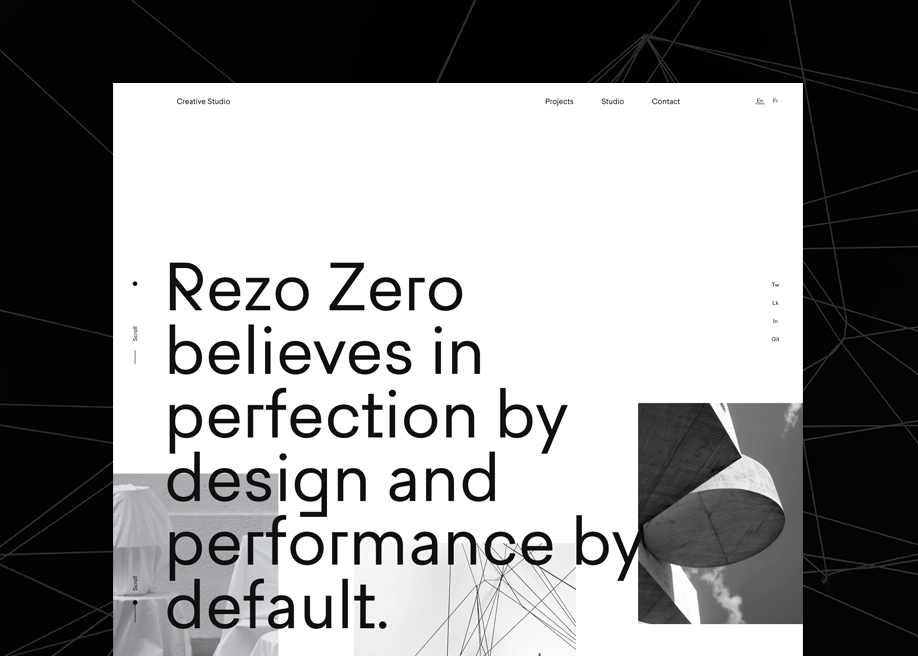 Creative Studio
Projects Studio Contact En Fr
Rezo Zero
believes in
perfection by
design and
performance by
default.
Scroll
Scroll
Tw
Lk
In
Git